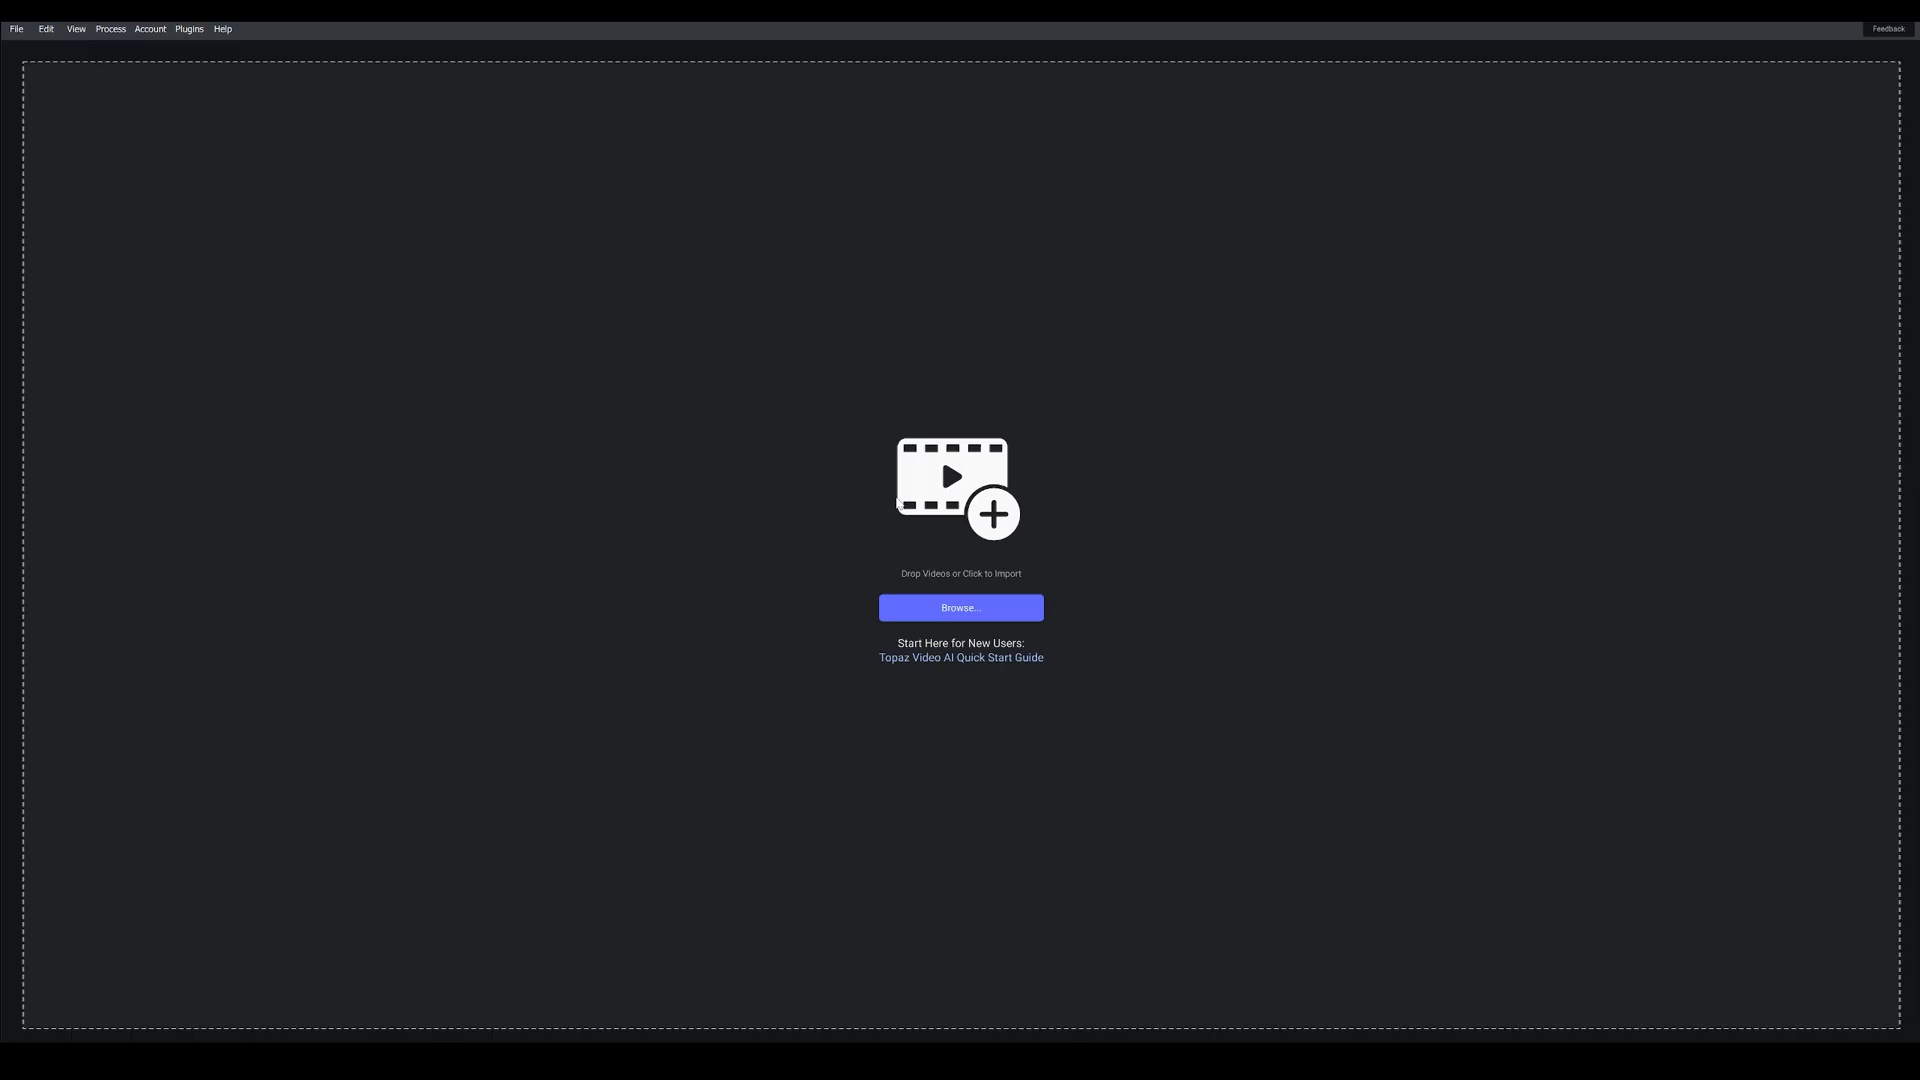 File Edit View Process Account Plugins Help Feedback
Drop Videos or Click to Import
Browse...
Start Here for New Users:
Topaz Video AI Quick Start Guide